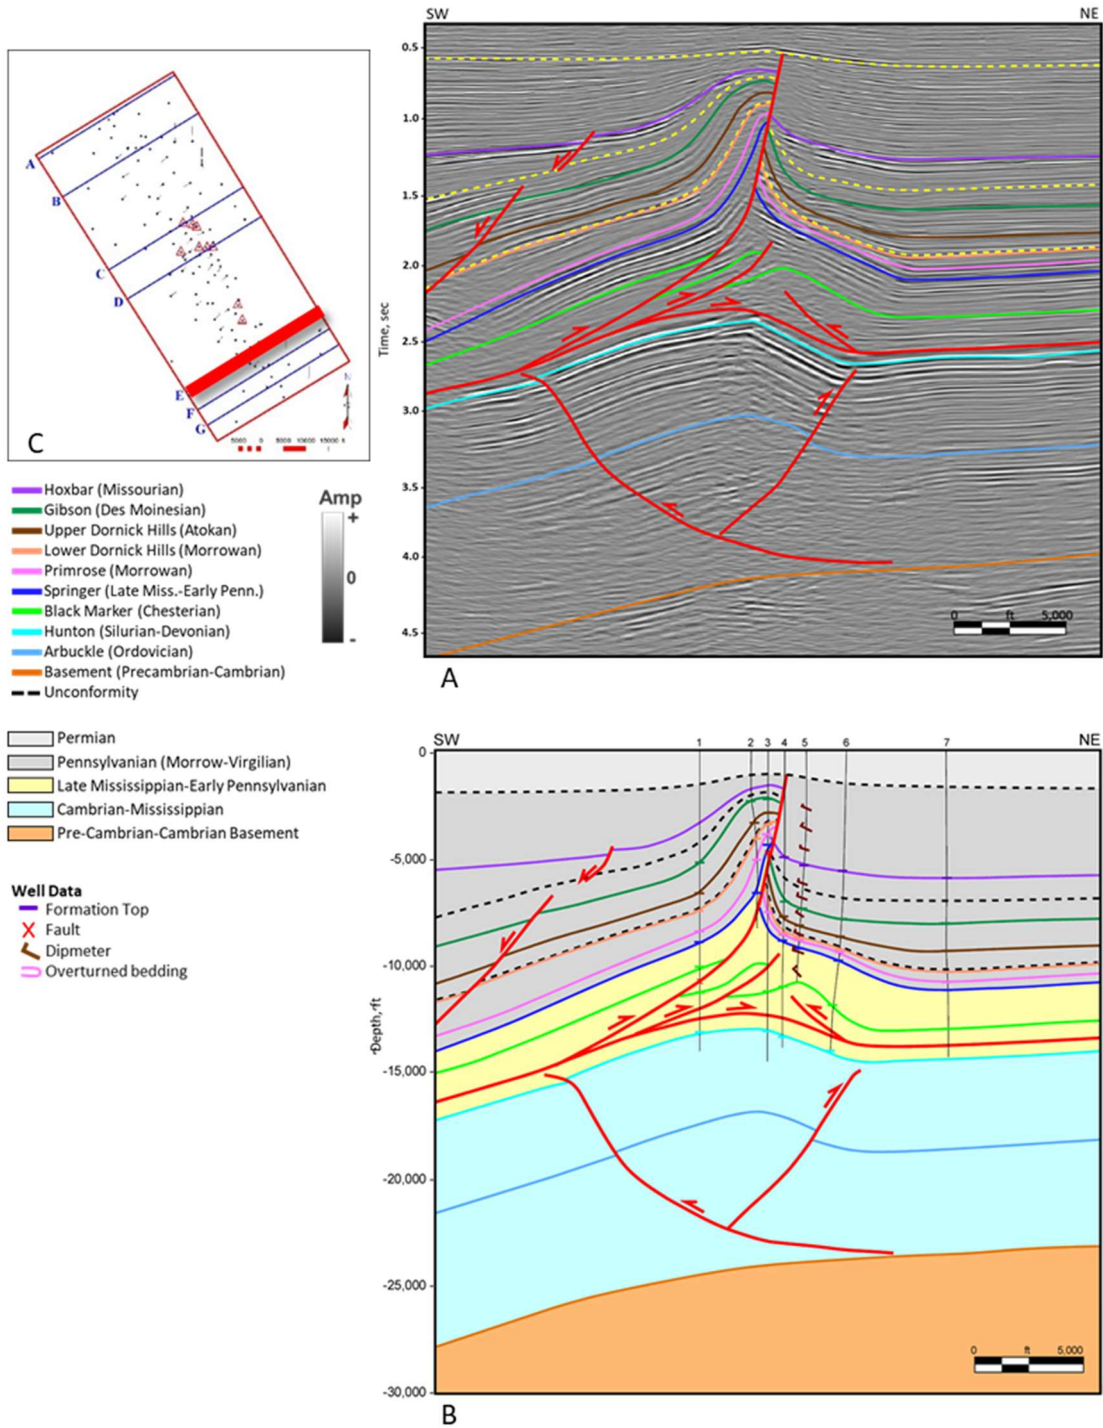 SW
NE
0.5
1.0
1.5
2.0
2.5
3.0
3.5
4.0
4.5
Time, sec
0 ft 5,000
A
A
B
C
D
E
F
G
5000 0 5000 10000 15000
C
Hoxbar (Missourian)
Gibson (Des Moinesian)
Upper Dornick Hills (Atokan)
Lower Dornick Hills (Morrowan)
Primrose (Morrowan)
Springer (Late Miss.-Early Penn.)
Black Marker (Chesterian)
Hunton (Silurian-Devonian)
Arbuckle (Ordovician)
Basement (Precambrian-Cambrian)
Unconformity
Amp
+
0
-
Permian
Pennsylvanian (Morrow-Virgilian)
Late Mississippian-Early Pennsylvanian
Cambrian-Mississippian
Pre-Cambrian-Cambrian Basement
Well Data
Formation Top
Fault
Dipmeter
Overturned bedding
SW
NE
1 2 3 4 5 6 7
0
-5,000
-10,000
-15,000
-20,000
-25,000
-30,000
Depth, ft
0 ft 5,000
B